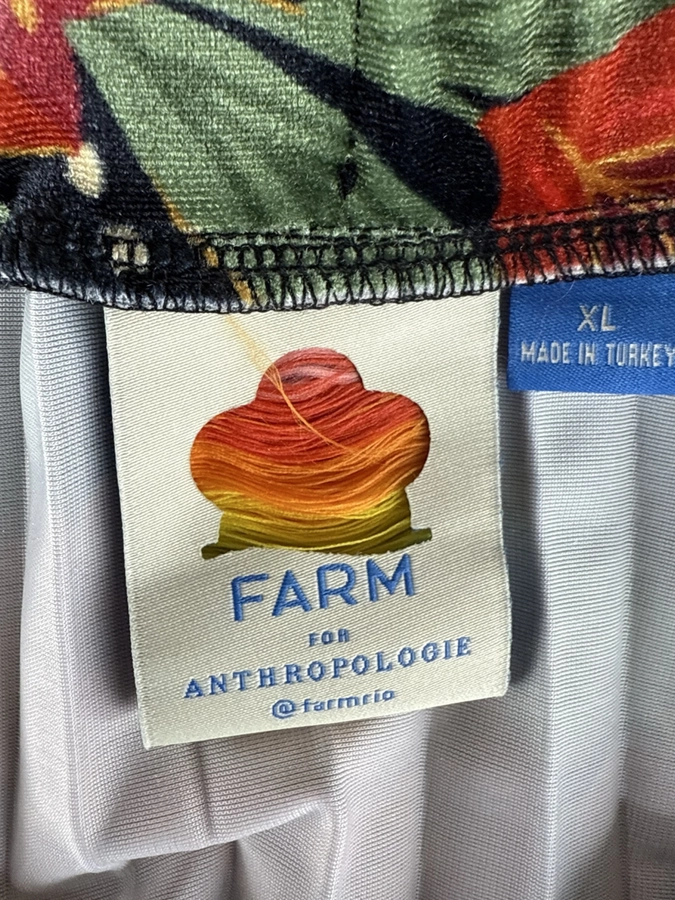 XL
MADE IN TURKEY
FARM
FOR
ANTHROPOLOGIE
@farmrio